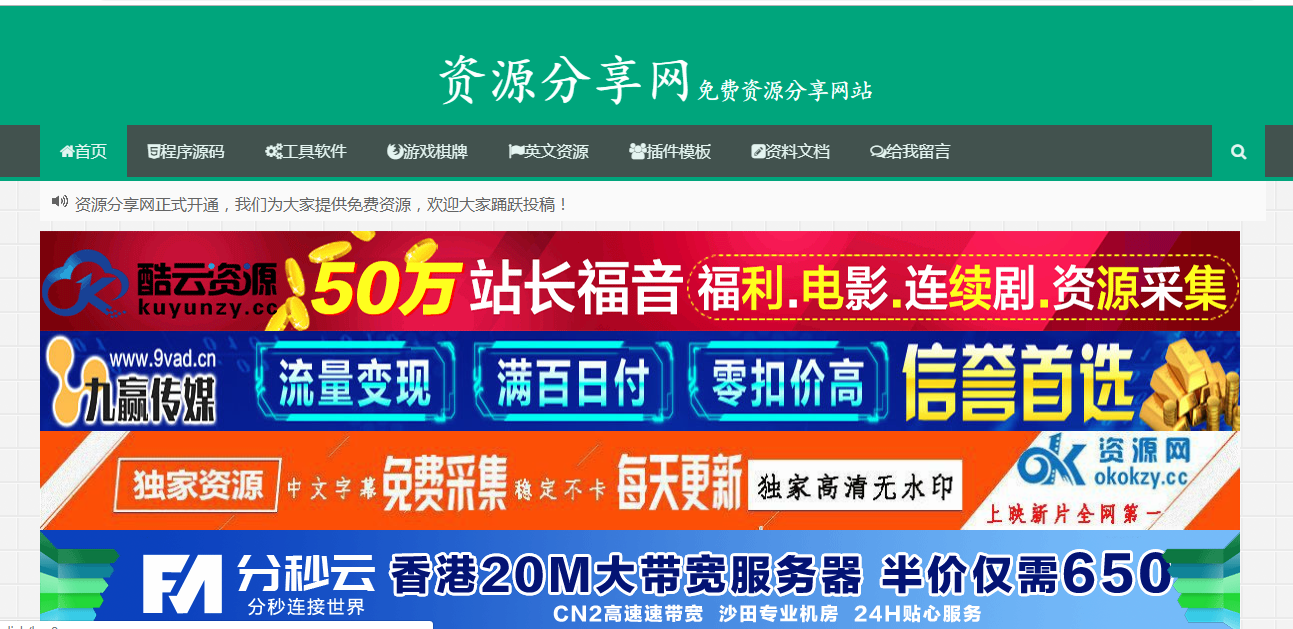 资源分享网 免费资源分享网站
首页 程序源码 工具软件 游戏棋牌 英文资源 插件模板 资料文档 给我留言
资源分享网正式开通，我们为大家提供免费资源，欢迎大家踊跃投稿！
酷云资源 kuyunzy.cc 50万 站长福音 福利.电影.连续剧.资源采集
www.9vad.cn
九赢传媒 流量变现 满百日付 零扣价高 信誉首选
独家资源 中文字幕 免费采集 稳定不卡 每天更新 独家高清无水印 OK 资源网
okokzy.cc
上映新片全网第一
分秒云 香港20M大带宽服务器 半价仅需650
分秒连接世界 CN2高速速带宽 沙田专业机房 24H贴心服务